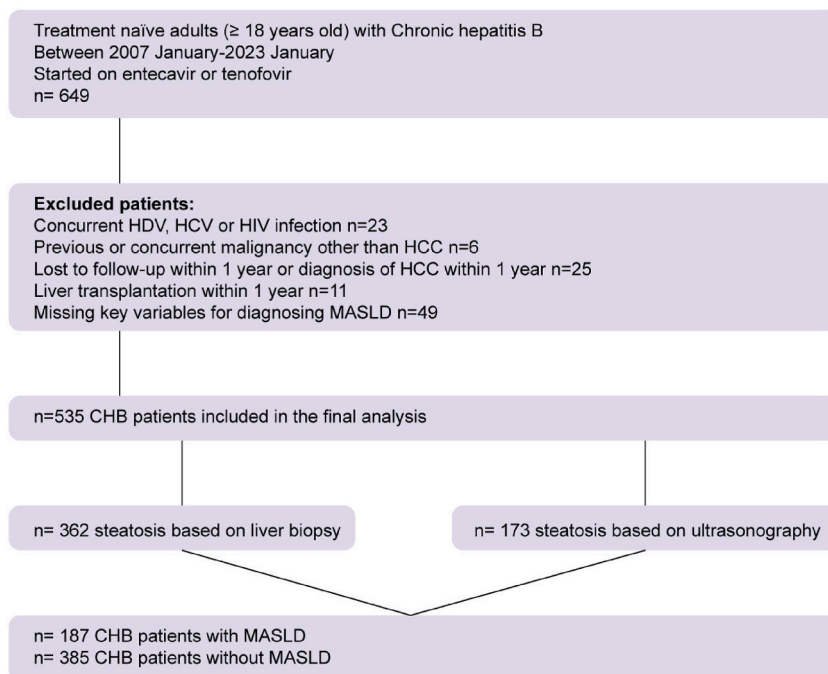 Treatment naïve adults (≥ 18 years old) with Chronic hepatitis B
Between 2007 January-2023 January
Started on entecavir or tenofovir
n= 649
Excluded patients:
Concurrent HDV, HCV or HIV infection n=23
Previous or concurrent malignancy other than HCC n=6
Lost to follow-up within 1 year or diagnosis of HCC within 1 year n=25
Liver transplantation within 1 year n=11
Missing key variables for diagnosing MASLD n=49
n=535 CHB patients included in the final analysis
n= 362 steatosis based on liver biopsy
n= 173 steatosis based on ultrasonography
n= 187 CHB patients with MASLD
n= 385 CHB patients without MASLD